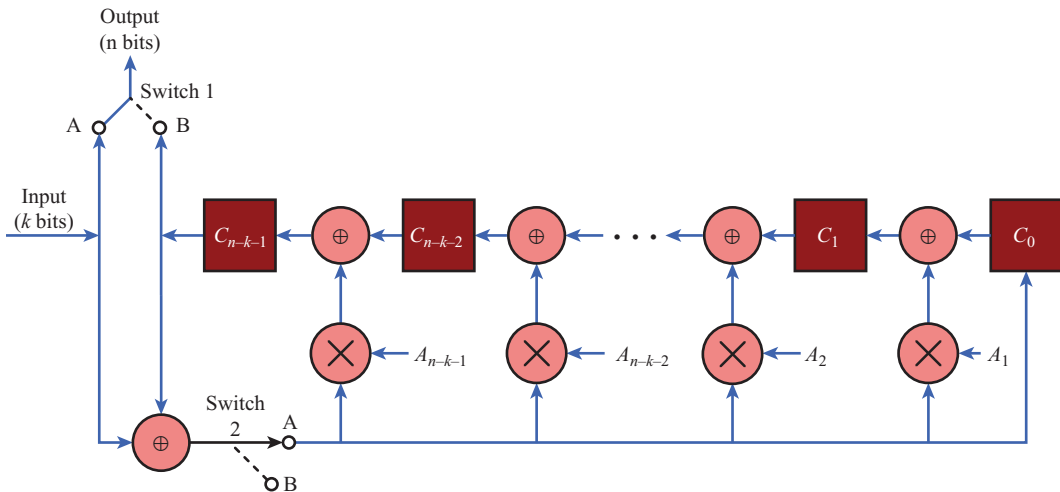 Output
(n bits)
Switch 1
A
B
Input
(k bits)
C_{n–k–1}
⊕
C_{n–k–2}
⊕
• • •
⊕
C_1
⊕
C_0
A_{n–k–1}
A_{n–k–2}
A_2
A_1
Switch
2
A
⊕
B